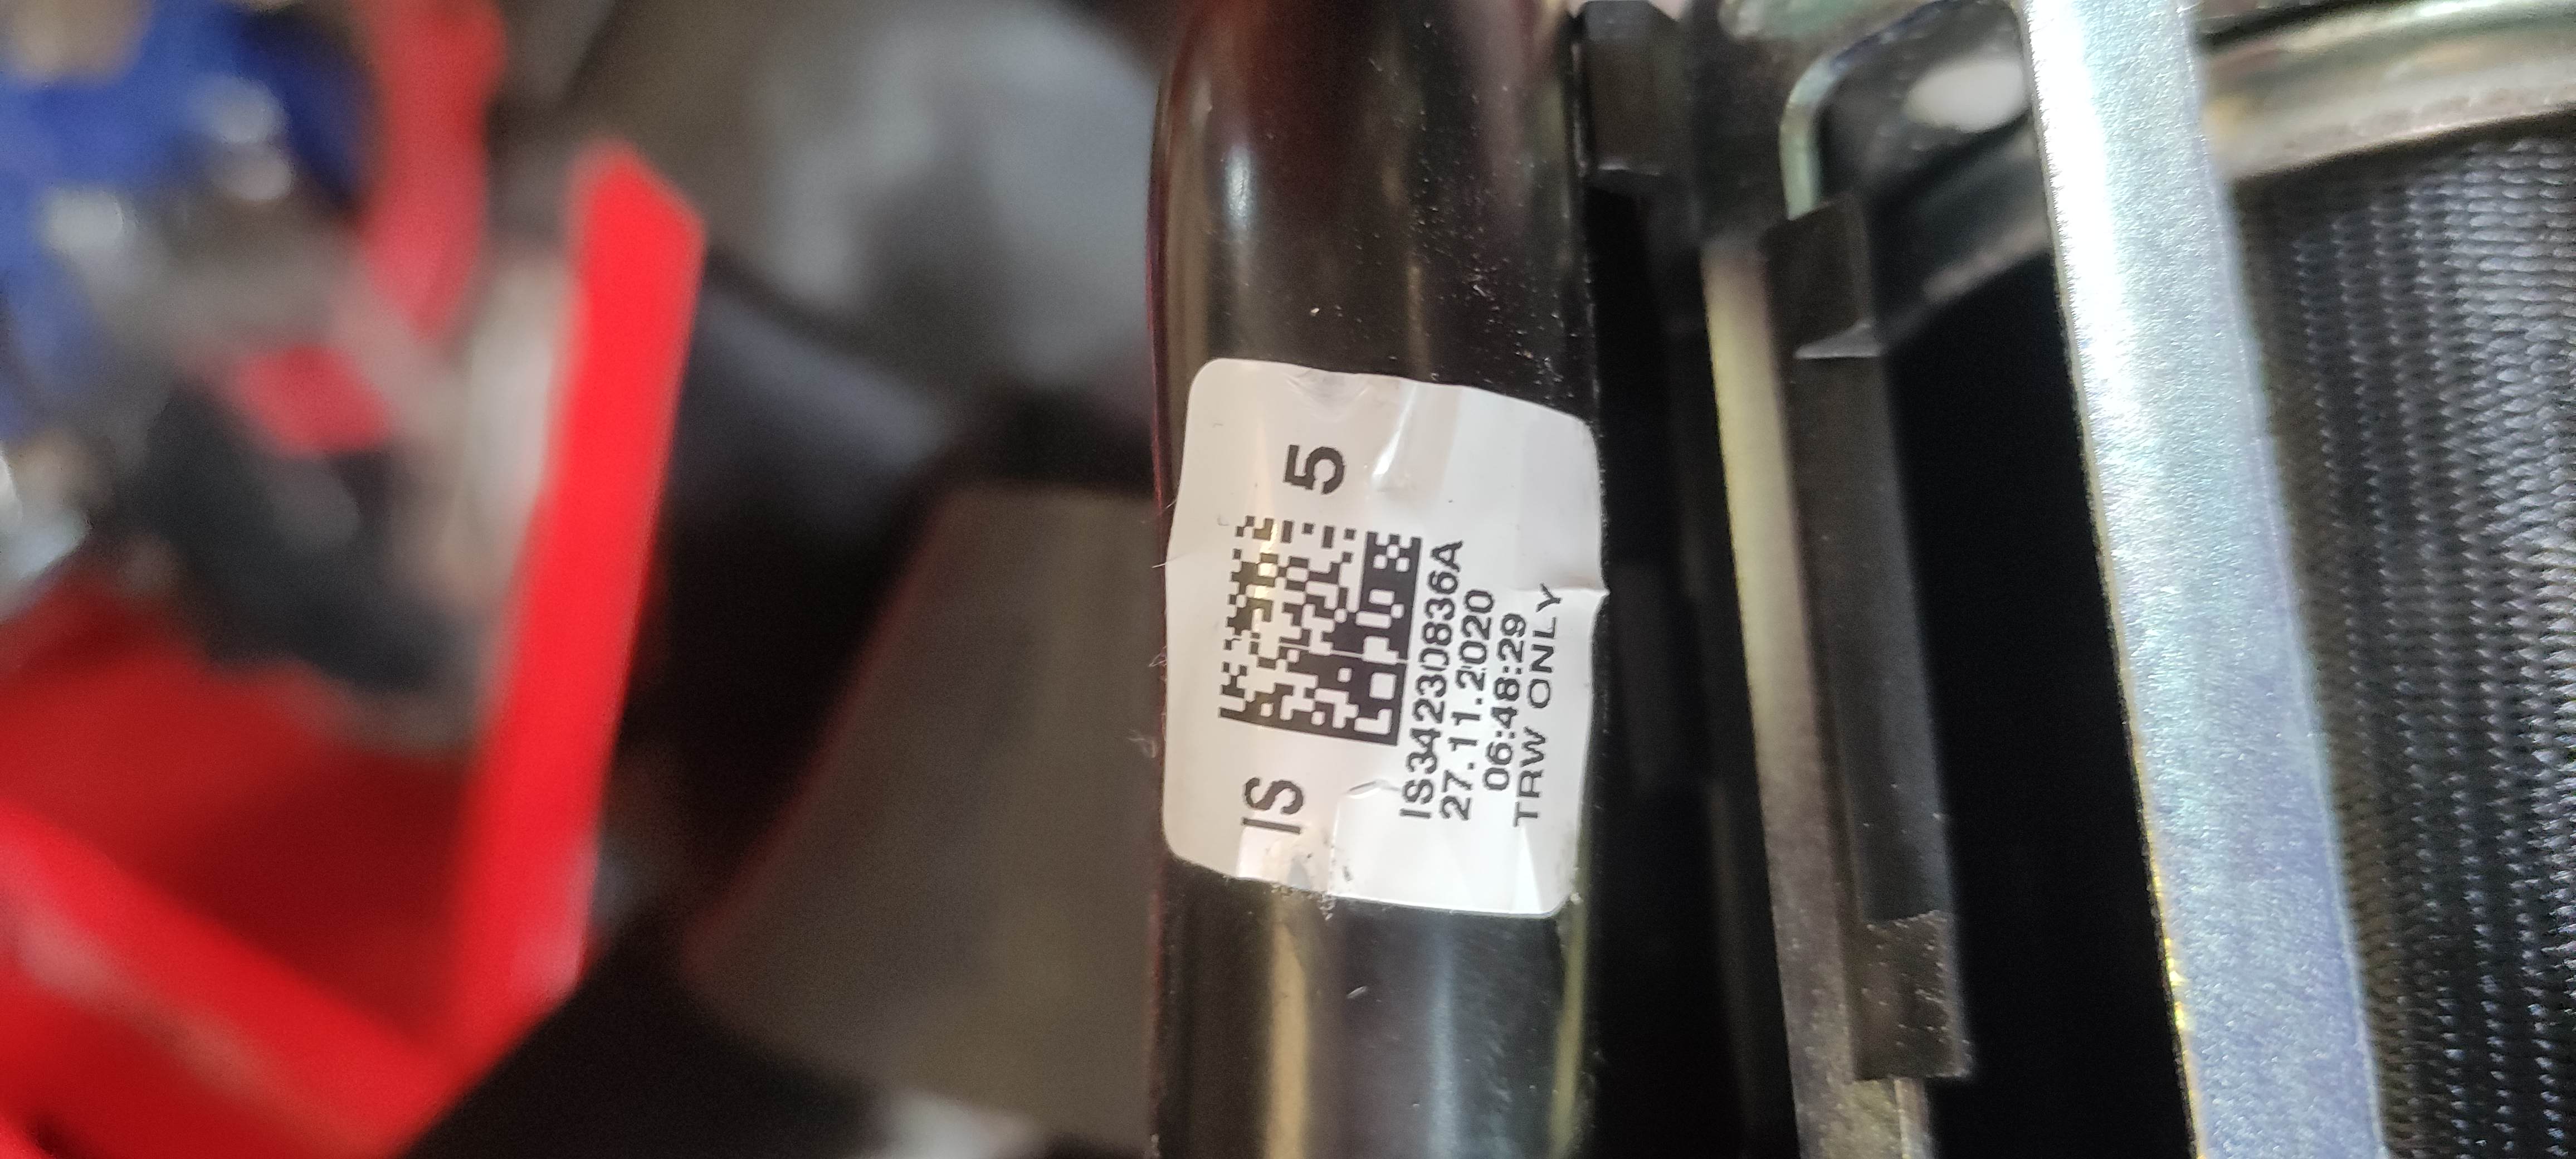 IS 5
IS34230836A
27.11.2020
06:48:29
TRW ONLY